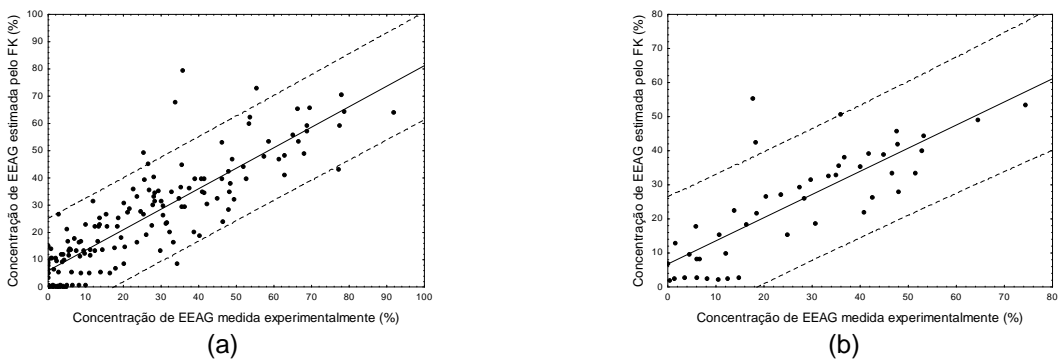 Concentração de EEAG estimada pelo FK (%)
100
90
80
70
60
50
40
30
20
10
0
0 10 20 30 40 50 60 70 80 90 100
Concentração de EEAG medida experimentalmente (%)
(a)
Concentração de EEAG estimada pelo FK (%)
80
70
60
50
40
30
20
10
0
0 10 20 30 40 50 60 70 80
Concentração de EEAG medida experimentalmente (%)
(b)